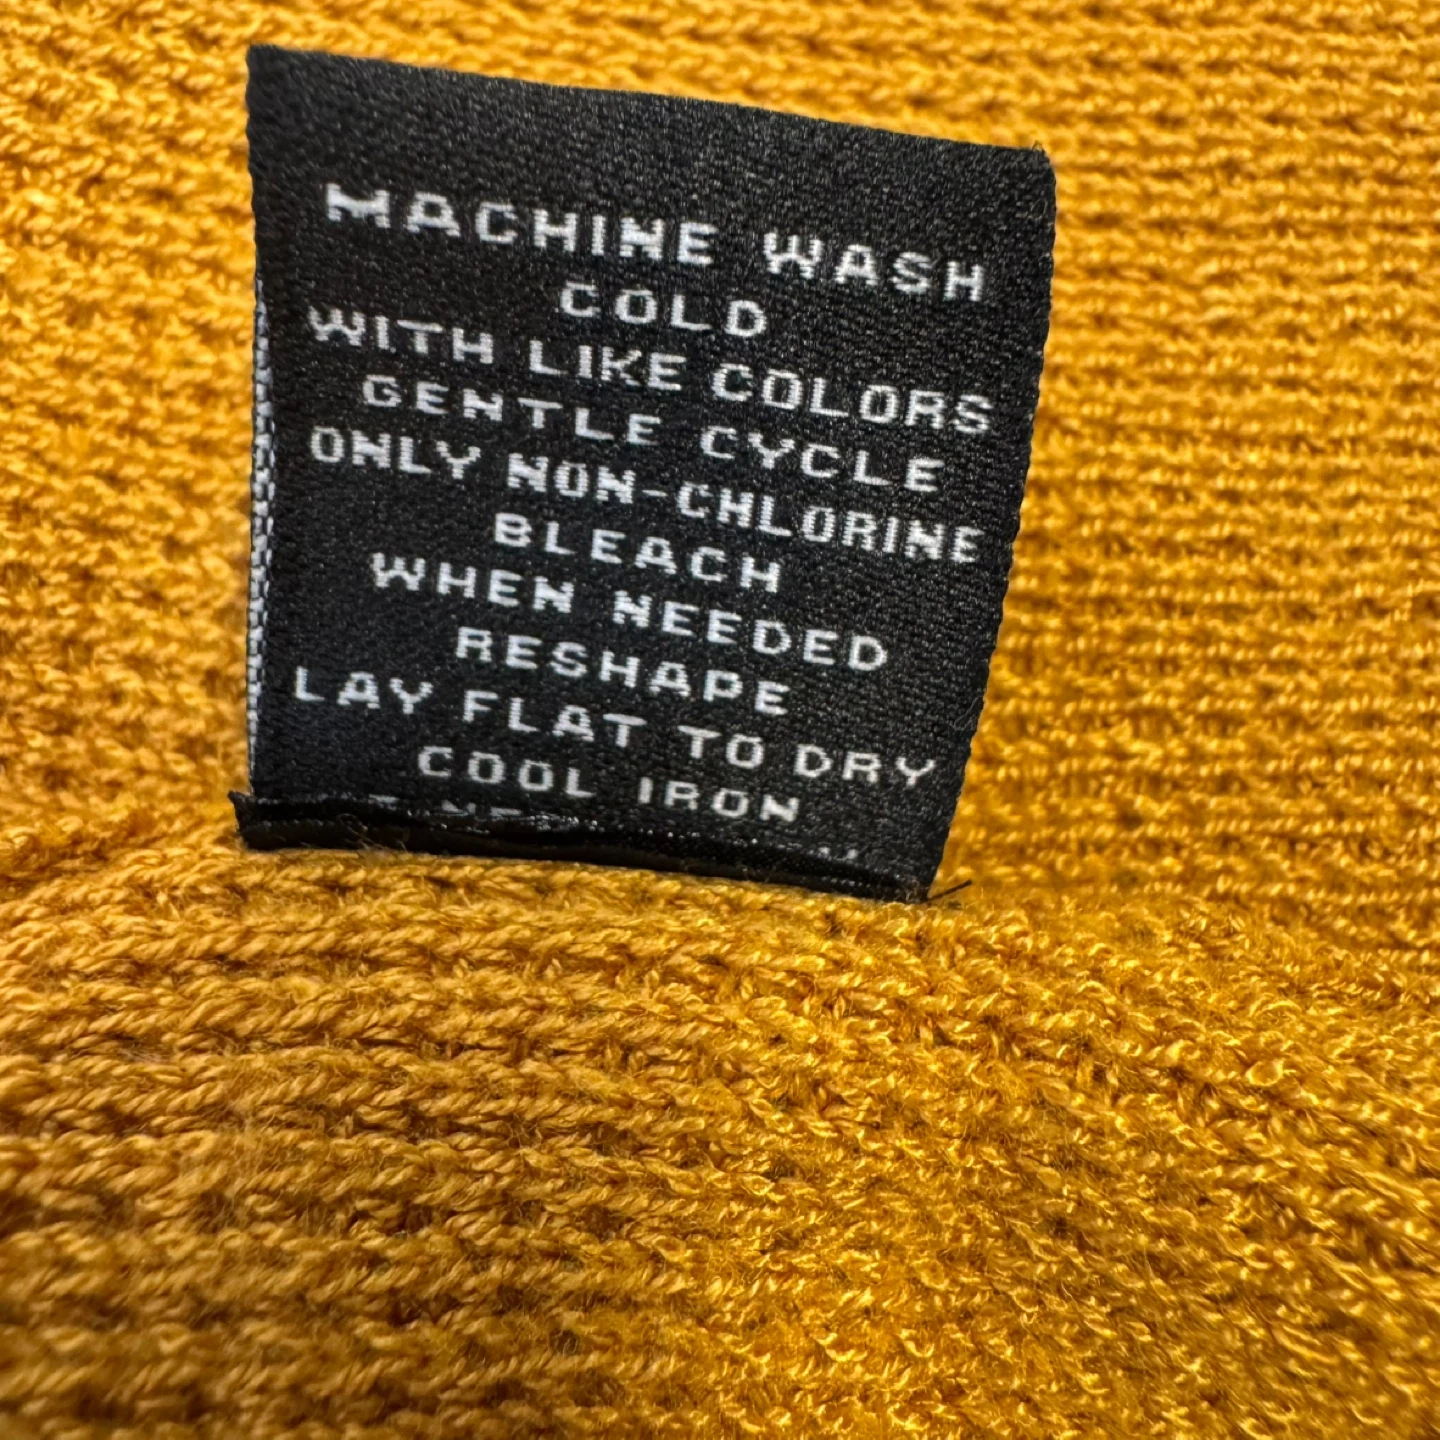 MACHINE WASH
COLD
WITH LIKE COLORS
GENTLE CYCLE
ONLY NON-CHLORINE
BLEACH
WHEN NEEDED
RESHAPE
LAY FLAT TO DRY
COOL IRON